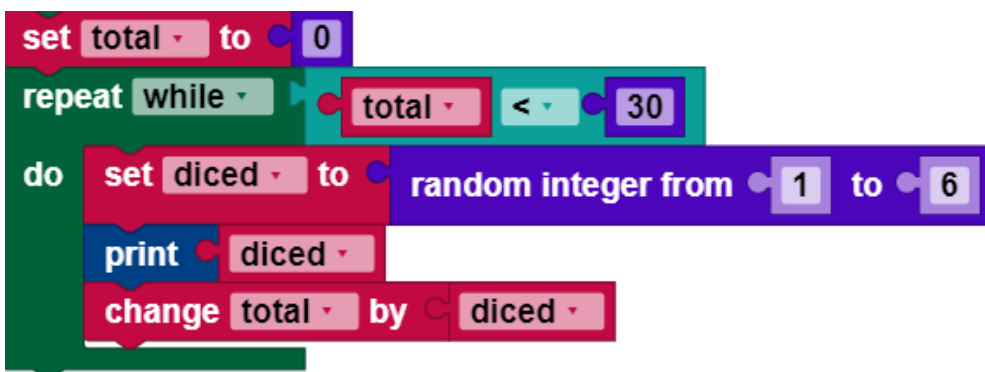 set total to 0
repeat while total < 30
do set diced to random integer from 1 to 6
print diced
change total by diced